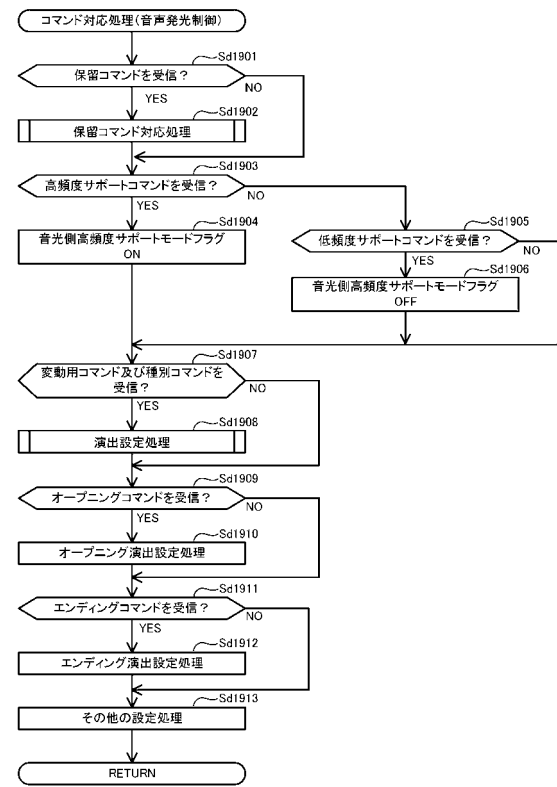 コマンド対応処理(音声発光制御)
Sd1901
保留コマンドを受信？
NO
YES
Sd1902
保留コマンド対応処理
Sd1903
高頻度サポートコマンドを受信？
NO
YES
Sd1904
音光側高頻度サポートモードフラグ
ON
Sd1905
低頻度サポートコマンドを受信？
NO
YES
Sd1906
音光側高頻度サポートモードフラグ
OFF
Sd1907
変動用コマンド及び種別コマンドを
受信？
NO
YES
Sd1908
演出設定処理
Sd1909
オープニングコマンドを受信？
NO
YES
Sd1910
オープニング演出設定処理
Sd1911
エンディングコマンドを受信？
NO
YES
Sd1912
エンディング演出設定処理
Sd1913
その他の設定処理
RETURN